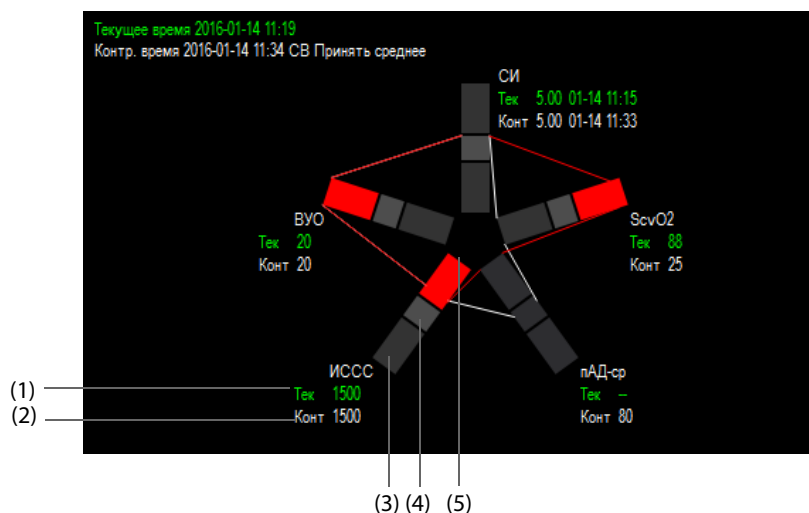 Текущее время 2016-01-14 11:19
Контр. время 2016-01-14 11:34 СВ Принять среднее
СИ
Тек 5.00 01-14 11:15
Конт 5.00 01-14 11:33
ВУО
Тек 20
Конт 20
ScvO2
Тек 88
Конт 25
ИССС
(1) Тек 1500
(2) Конт 1500
пАД-ср
Тек --
Конт 80
(3) (4) (5)